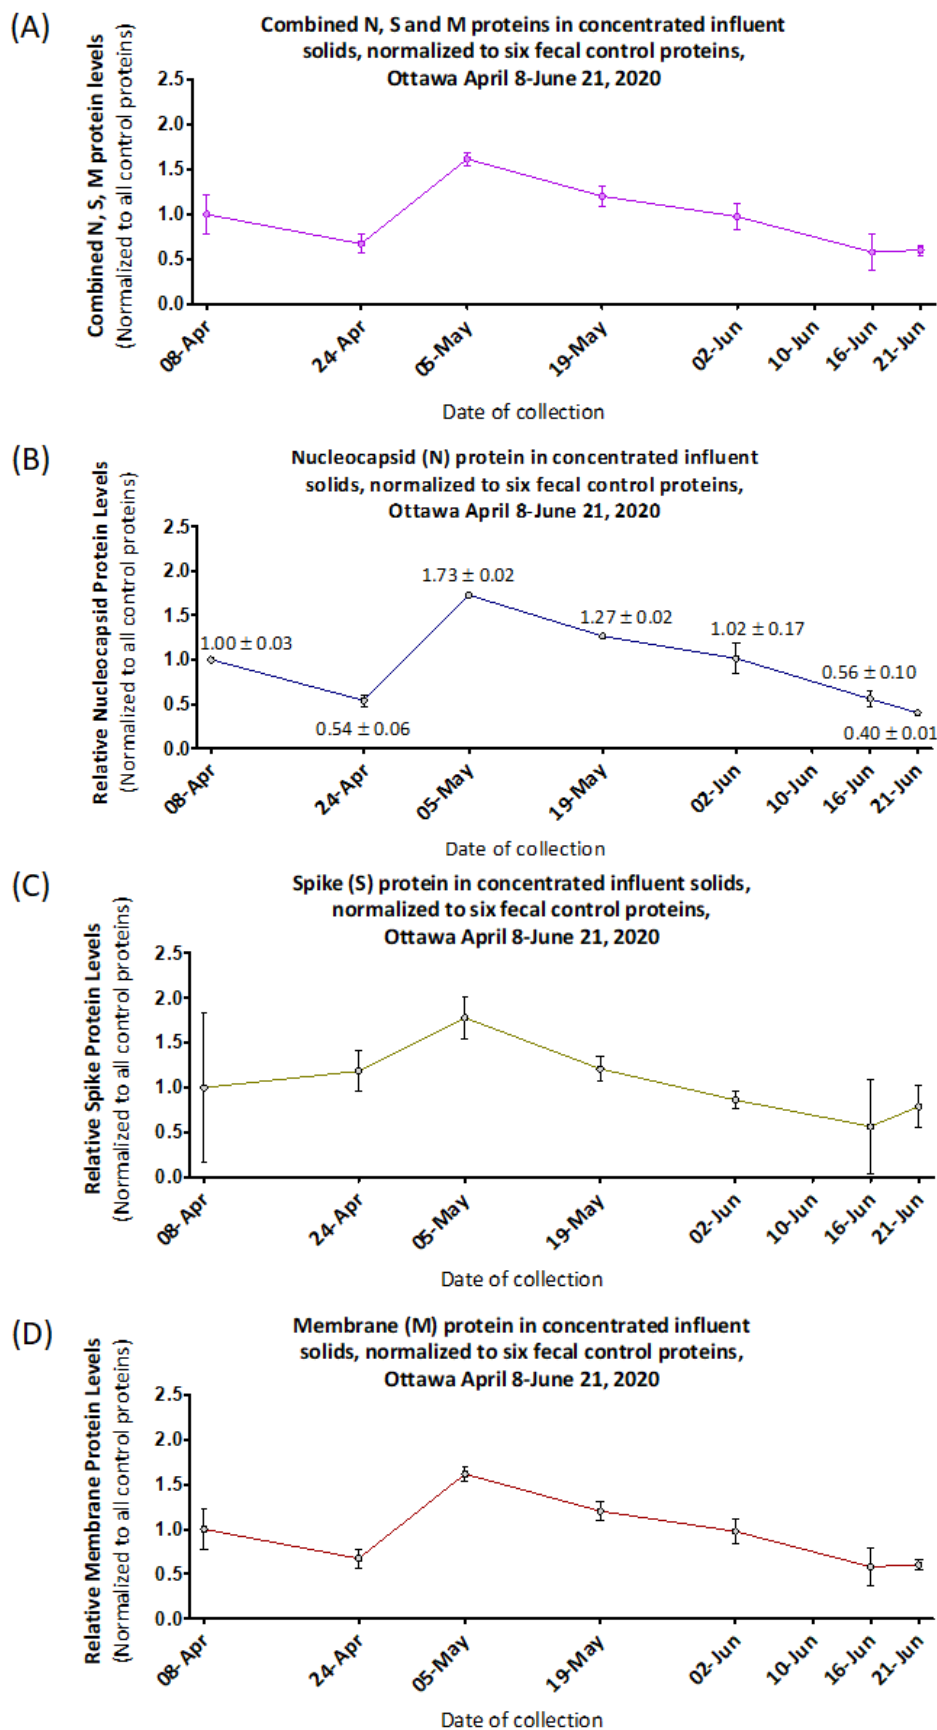 (A)
Combined N, S and M proteins in concentrated influent
solids, normalized to six fecal control proteins,
Ottawa April 8-June 21, 2020
Combined N, S, M protein levels
(Normalized to all control proteins)
2.5
2.0
1.5
1.0
0.5
0.0
08-Apr
24-Apr
05-May
19-May
02-Jun
10-Jun
16-Jun
21-Jun
Date of collection
(B)
Nucleocapsid (N) protein in concentrated influent
solids, normalized to six fecal control proteins,
Ottawa April 8-June 21, 2020
Relative Nucleocapsid Protein Levels
(Normalized to all control proteins)
2.5
2.0
1.5
1.0
0.5
0.0
1.00 ± 0.03
0.54 ± 0.06
1.73 ± 0.02
1.27 ± 0.02
1.02 ± 0.17
0.56 ± 0.10
0.40 ± 0.01
08-Apr
24-Apr
05-May
19-May
02-Jun
10-Jun
16-Jun
21-Jun
Date of collection
(C)
Spike (S) protein in concentrated influent solids,
normalized to six fecal control proteins,
Ottawa April 8-June 21, 2020
Relative Spike Protein Levels
(Normalized to all control proteins)
2.5
2.0
1.5
1.0
0.5
0.0
08-Apr
24-Apr
05-May
19-May
02-Jun
10-Jun
16-Jun
21-Jun
Date of collection
(D)
Membrane (M) protein in concentrated influent
solids, normalized to six fecal control proteins,
Ottawa April 8-June 21, 2020
Relative Membrane Protein Levels
(Normalized to all control proteins)
2.5
2.0
1.5
1.0
0.5
0.0
08-Apr
24-Apr
05-May
19-May
02-Jun
10-Jun
16-Jun
21-Jun
Date of collection